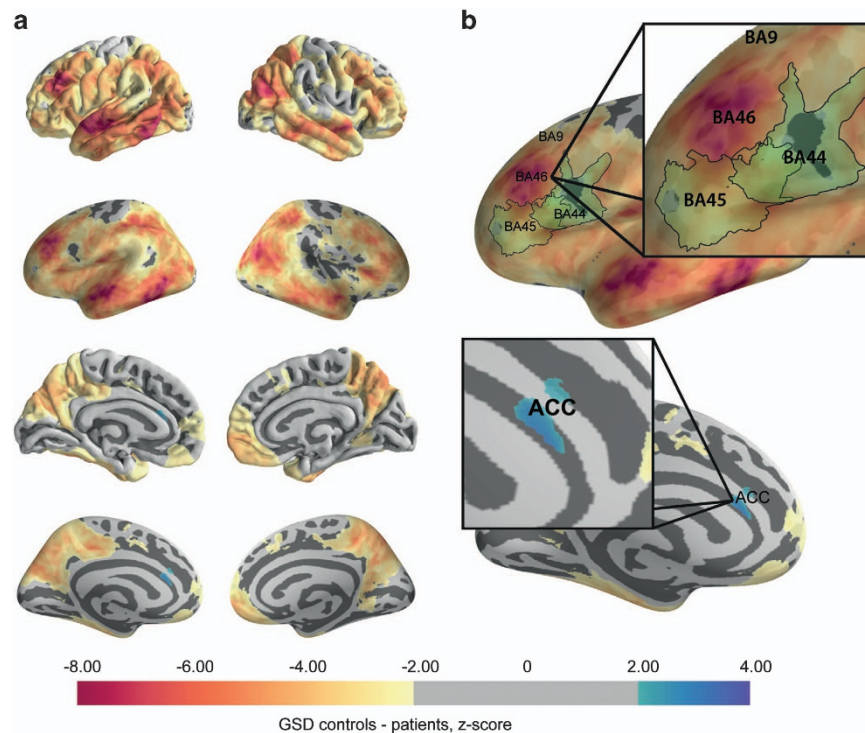 a
b
BA9
BA46
BA44
BA45
BA9
BA46
BA45
BA44
ACC
ACC
-8.00 -6.00 -4.00 -2.00 0 2.00 4.00
GSD controls - patients, z-score